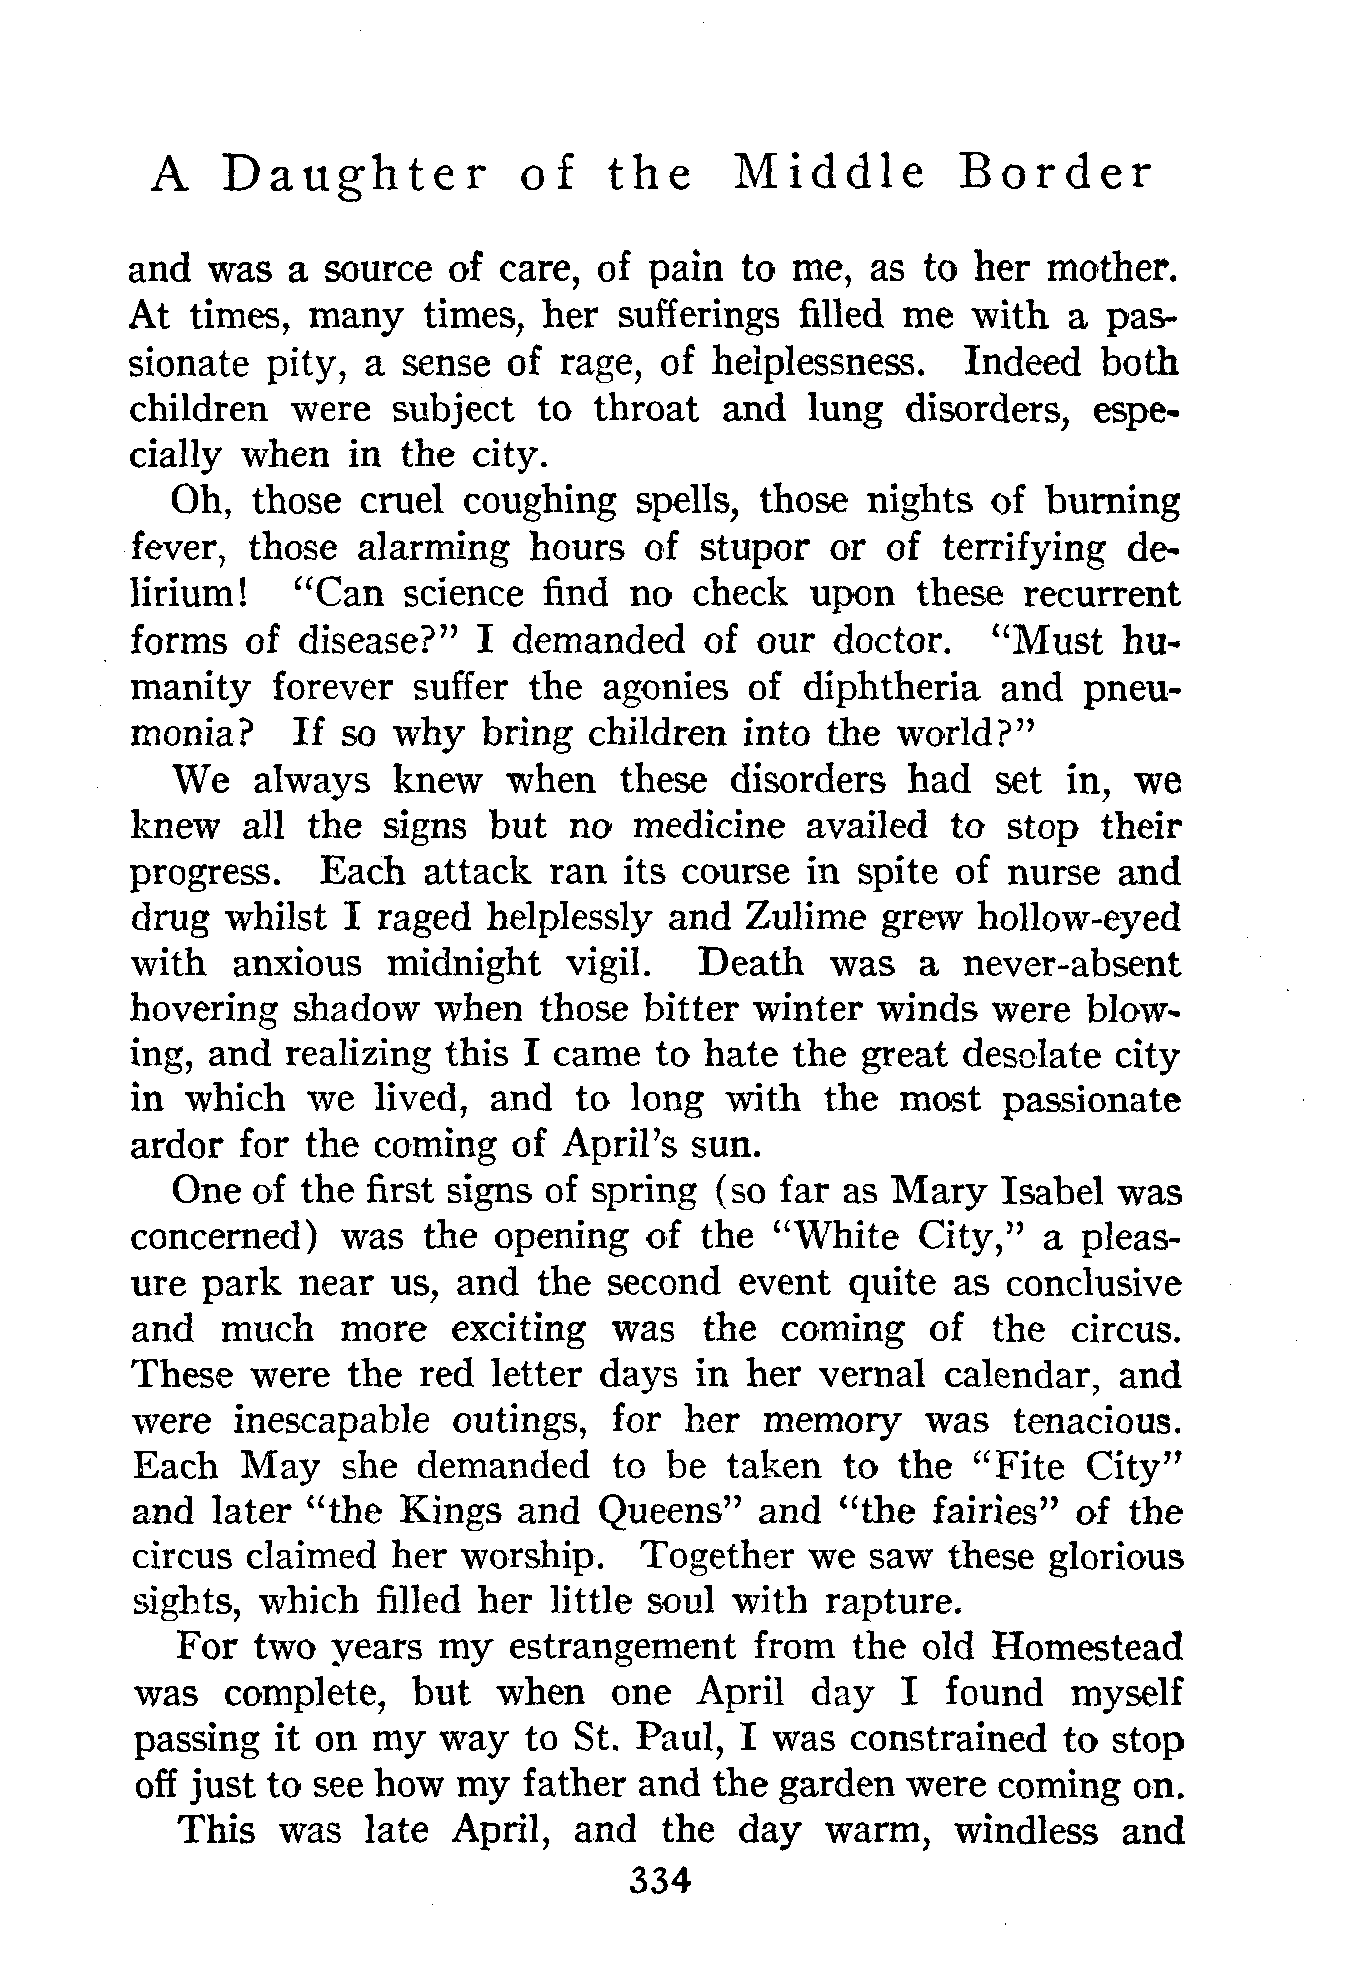 A Daughter of the Middle Border
and was a source of care, of pain to me, as to her mother.
At times, many times, her sufferings filled me with a pas-
sionate pity, a sense of rage, of helplessness. Indeed both
children were subject to throat and lung disorders, espe-
cially when in the city.
Oh, those cruel coughing spells, those nights of burning
fever, those alarming hours of stupor or of terrifying de-
lirium! "Can science find no check upon these recurrent
forms of disease?" I demanded of our doctor. "Must hu-
manity forever suffer the agonies of diphtheria and pneu-
monia? If so why bring children into the world?"
We always knew when these disorders had set in, we
knew all the signs but no medicine availed to stop their
progress. Each attack ran its course in spite of nurse and
drug whilst I raged helplessly and Zulime grew hollow-eyed
with anxious midnight vigil. Death was a never-absent
hovering shadow when those bitter winter winds were blow-
ing, and realizing this I came to hate the great desolate city
in which we lived, and to long with the most passionate
ardor for the coming of April's sun.
One of the first signs of spring (so far as Mary Isabel was
concerned) was the opening of the "White City," a pleas-
ure park near us, and the second event quite as conclusive
and much more exciting was the coming of the circus.
These were the red letter days in her vernal calendar, and
were inescapable outings, for her memory was tenacious.
Each May she demanded to be taken to the "Fite City"
and later "the Kings and Queens" and "the fairies" of the
circus claimed her worship. Together we saw these glorious
sights, which filled her little soul with rapture.
For two years my estrangement from the old Homestead
was complete, but when one April day I found myself
passing it on my way to St. Paul, I was constrained to stop
off just to see how my father and the garden were coming on.
This was late April, and the day warm, windless and
334